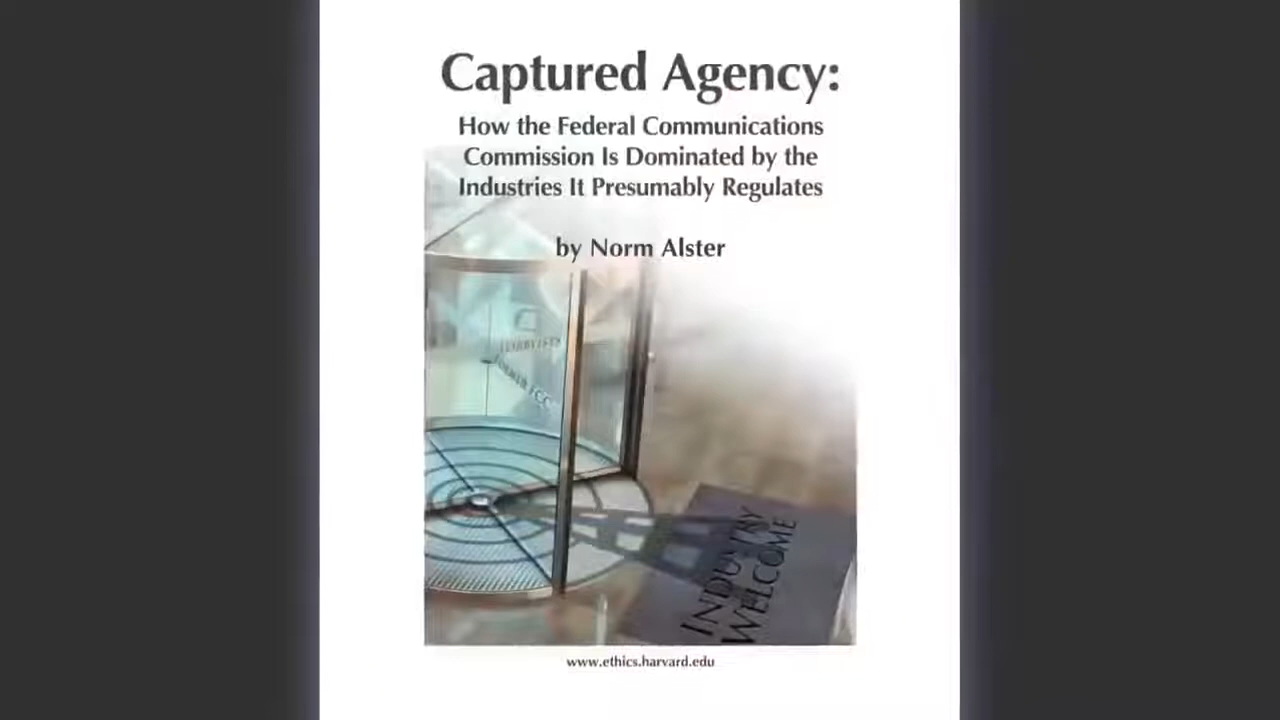 Captured Agency:
How the Federal Communications
Commission Is Dominated by the
Industries It Presumably Regulates
by Norm Alster
INDUSTRY
WELCOME
www.ethics.harvard.edu